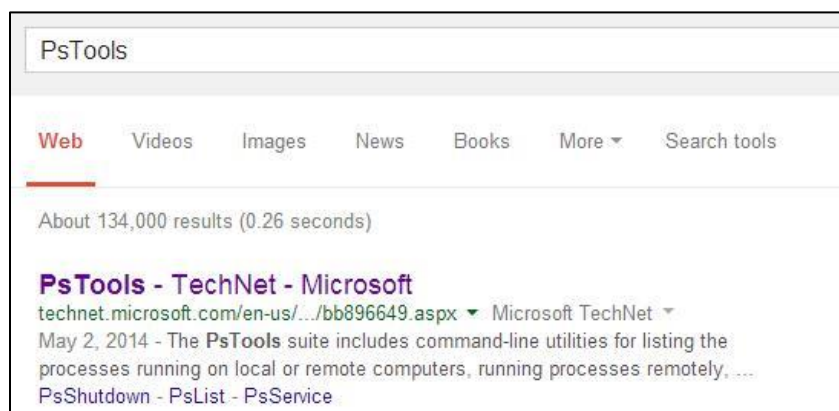 PsTools
Web Videos Images News Books More Search tools
About 134,000 results (0.26 seconds)
PsTools - TechNet - Microsoft
technet.microsoft.com/en-us/.../bb896649.aspx Microsoft TechNet
May 2, 2014 - The PsTools suite includes command-line utilities for listing the
processes running on local or remote computers, running processes remotely, ...
PsShutdown - PsList - PsService